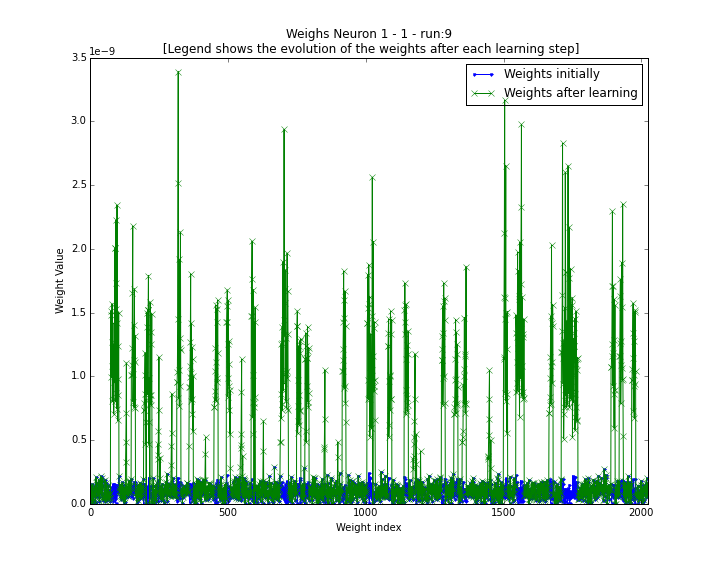 Weighs Neuron 1 - 1 - run:9
[Legend shows the evolution of the weights after each learning step]
1e−9
3.5
3.0
2.5
2.0
1.5
1.0
0.5
0.0
Weight Value
Weights initially
Weights after learning
0 500 1000 1500 2000
Weight index